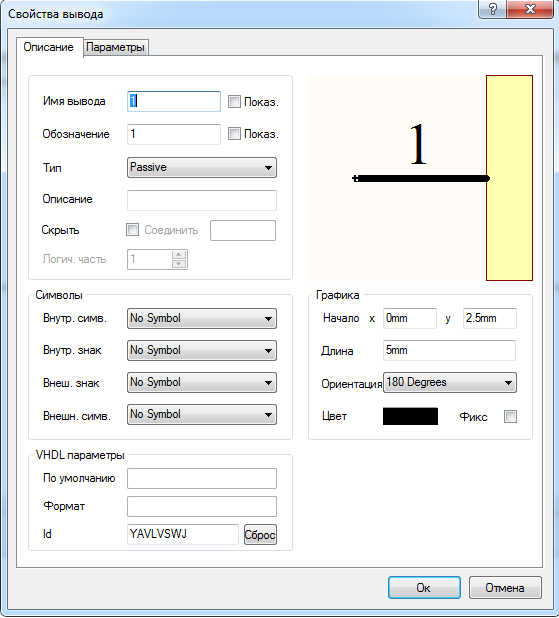 Свойства вывода
Описание Параметры
Имя вывода 1 Показ.
Обозначение 1 Показ.
Тип Passive
Описание
Скрыть Соединить
Логич. часть 1
1
Символы
Внутр. симв. No Symbol
Внутр. знак No Symbol
Внеш. знак No Symbol
Внешн. симв. No Symbol
Графика
Начало x 0mm y 2.5mm
Длина 5mm
Ориентация 180 Degrees
Цвет Фикс
VHDL параметры
По умолчанию
Формат
Id YAVLVSWJ Сброс
Ок Отмена